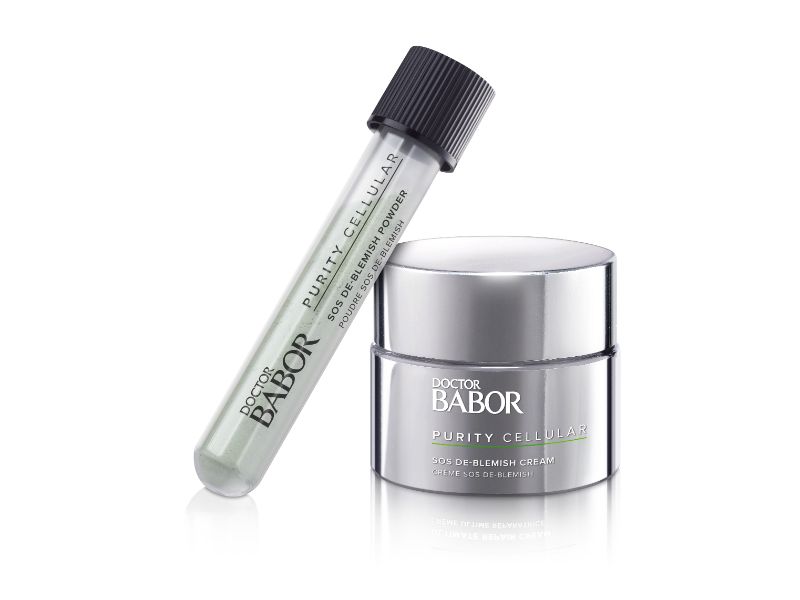 PURITY CELLULAR
SOS DE-BLEMISH POWDER
POUDRE SOS DE-BLEMISH
DOCTOR
BABOR
DOCTOR
BABOR
PURITY CELLULAR
SOS DE-BLEMISH CREAM
CRÈME SOS DE-BLEMISH